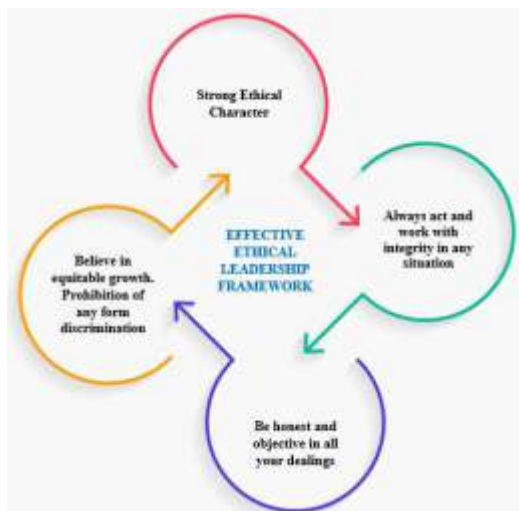 Strong Ethical
Character
Always act and
work with
integrity in any
situation
EFFECTIVE
ETHICAL
LEADERSHIP
FRAMEWORK
Believe in
equitable growth.
Prohibition of
any form
discrimination
Be honest and
objective in all
your dealings